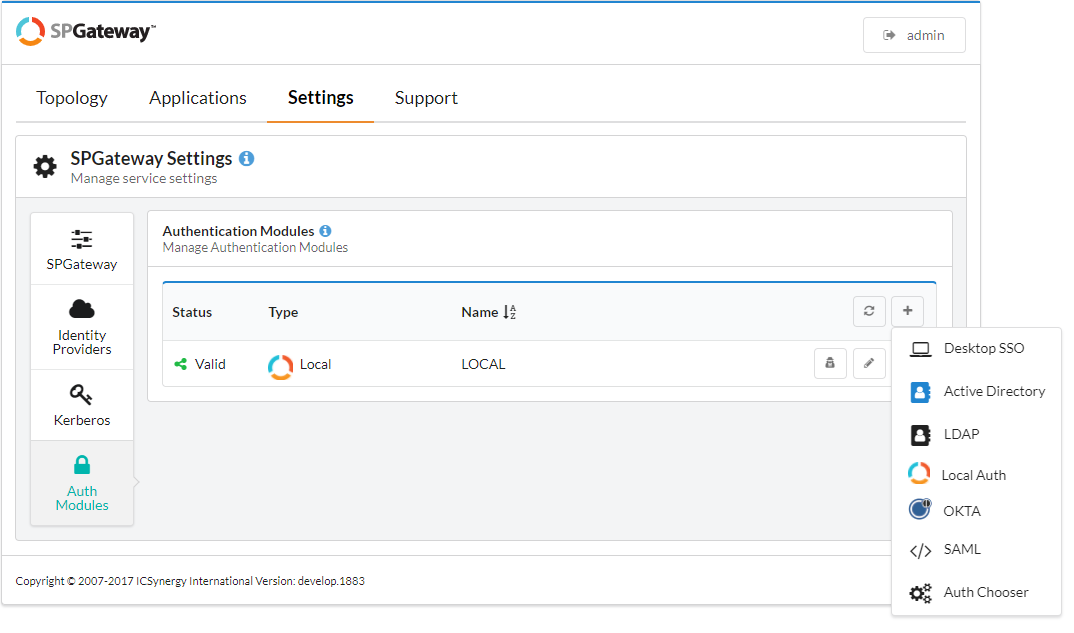 SPGateway™
admin
Topology Applications Settings Support
SPGateway Settings
Manage service settings
SPGateway
Identity
Providers
Kerberos
Auth
Modules
Authentication Modules
Manage Authentication Modules
Status Type Name
Valid Local LOCAL
Desktop SSO
Active Directory
LDAP
Local Auth
OKTA
SAML
Auth Chooser
Copyright © 2007-2017 ICSynergy International Version: develop.1883